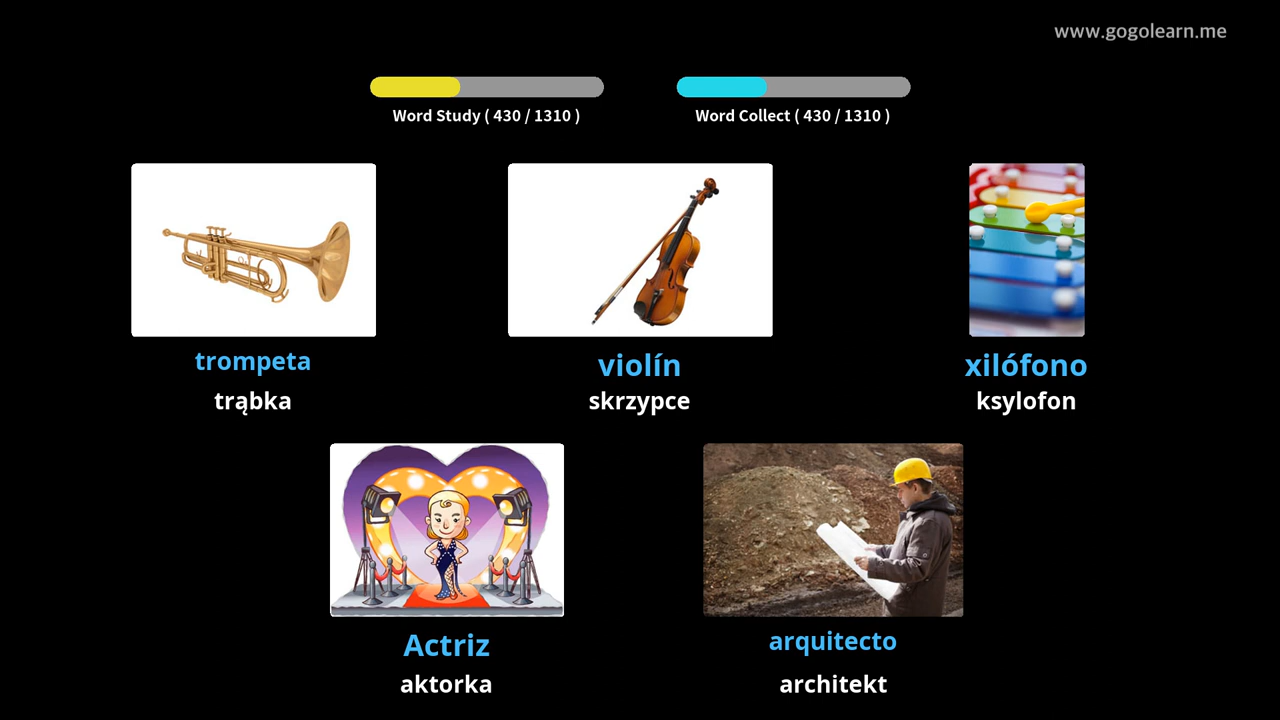 www.gogolearn.me
Word Study ( 430 / 1310 )
Word Collect ( 430 / 1310 )
trompeta
trąbka
violín
skrzypce
xilófono
ksylofon
Actriz
aktorka
arquitecto
architekt